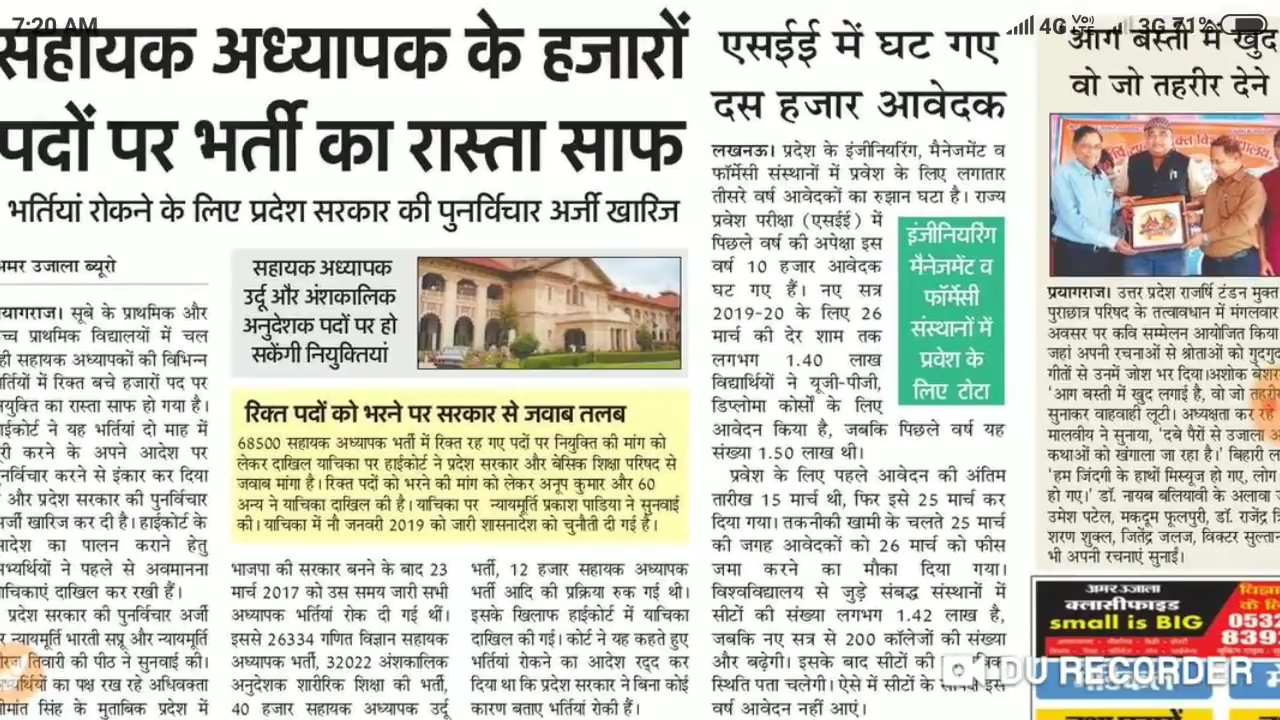 7:20 AM
4G VoD LTE 3G 71%
सहायक अध्यापक के हजारों
पदों पर भर्ती का रास्ता साफ
भर्तियां रोकने के लिए प्रदेश सरकार की पुनर्विचार अर्जी खारिज
अमर उजाला ब्यूरो
सूबे के प्राथमिक और
प्राथमिक विद्यालयों में चल
सहायक अध्यापकों की विभिन्न
में रिक्त बचे हजारों पद पर
का रास्ता साफ हो गया है।
ने यह भर्तियां दो माह में
करने के अपने आदेश पर
करने से इंकार कर दिया
और प्रदेश सरकार की पुनर्विचार
खारिज कर दी है। हाईकोर्ट के
का पालन कराने हेतु
ने पहले से अवमानना
दाखिल कर रखी हैं।
प्रदेश सरकार की पुनर्विचार अर्जी
न्यायमूर्ति भारती सप्रू और न्यायमूर्ति
तिवारी की पीठ ने सुनवाई की।
का पक्ष रख रहे अधिवक्ता
सिंह के मुताबिक प्रदेश में
सहायक अध्यापक
उर्दू और अंशकालिक
अनुदेशक पदों पर हो
सकेंगी नियुक्तियां
रिक्त पदों को भरने पर सरकार से जवाब तलब
68500 सहायक अध्यापक भर्ती में रिक्त रह गए पदों पर नियुक्ति की मांग को
लेकर दाखिल याचिका पर हाईकोर्ट ने प्रदेश सरकार और बेसिक शिक्षा परिषद से
जवाब मांगा है। रिक्त पदों को भरने की मांग को लेकर अनूप कुमार और 60
अन्य ने याचिका दाखिल की है। याचिका पर न्यायमूर्ति प्रकाश पाडिया ने सुनवाई
की। याचिका में नौ जनवरी 2019 को जारी शासनादेश को चुनौती दी गई है।
भाजपा की सरकार बनने के बाद 23
मार्च 2017 को उस समय जारी सभी
अध्यापक भर्तियां रोक दी गई थीं।
इससे 26334 गणित विज्ञान सहायक
अध्यापक भर्ती, 32022 अंशकालिक
अनुदेशक शारीरिक शिक्षा की भर्ती,
40 हजार सहायक अध्यापक उर्दू
भर्ती, 12 हजार सहायक अध्यापक
भर्ती आदि की प्रक्रिया रुक गई थी।
इसके खिलाफ हाईकोर्ट में याचिका
दाखिल की गई। कोर्ट ने यह कहते हुए
भर्तियां रोकने का आदेश रद्द कर
दिया था कि प्रदेश सरकार ने बिना कोई
कारण बताए भर्तियां रोकी हैं।
एसईई में घट गए
दस हजार आवेदक
लखनऊ। प्रदेश के इंजीनियरिंग, मैनेजमेंट व
फॉर्मेसी संस्थानों में प्रवेश के लिए लगातार
तीसरे वर्ष आवेदकों का रुझान घटा है। राज्य
प्रवेश परीक्षा (एसईई) में
पिछले वर्ष की अपेक्षा इस
वर्ष 10 हजार आवेदक
घट गए हैं। नए सत्र
2019-20 के लिए 26
मार्च की देर शाम तक
लगभग 1.40 लाख
विद्यार्थियों ने यूजी-पीजी,
डिप्लोमा कोर्सों के लिए
आवेदन किया है, जबकि पिछले वर्ष यह
संख्या 1.50 लाख थी।
प्रवेश के लिए पहले आवेदन की अंतिम
तारीख 15 मार्च थी, फिर इसे 25 मार्च कर
दिया गया। तकनीकी खामी के चलते 25 मार्च
की जगह आवेदकों को 26 मार्च को फीस
जमा करने का मौका दिया गया।
विश्वविद्यालय से जुड़े सम्बद्ध संस्थानों में
सीटों की संख्या लगभग 1.42 लाख है,
जबकि नए सत्र से 200 कॉलेजों की संख्या
और बढ़ेगी। इसके बाद सीटों की
स्थिति पता चलेगी। ऐसे में सीटों के सापेक्ष इस
वर्ष आवेदन नहीं आएं।
इंजीनियरिंग
मैनेजमेंट व
फॉर्मेसी
संस्थानों में
प्रवेश के
लिए टोटा
आग बस्ती में खुद
वो जो तहरीर देने
प्रयागराज। उत्तर प्रदेश राजर्षि टंडन मुक्त
पुराछात्र परिषद के तत्वावधान में मंगलवार
अवसर पर कवि सम्मेलन आयोजित किया
जहां अपनी रचनाओं से श्रोताओं को
गीतों से उनमें जोश भर दिया। अशोक बेशर
'आग बस्ती में खुद लगाई है, वो जो
सुनाकर वाहवाही लूटी। अध्यक्षता कर रहे
मालवीय ने सुनाया, 'दबे पैरों से उजाला
कथाओं को खंगाला जा रहा है।' बिहारी
'हम जिंदगी के हाथों मिस्यूज हो गए, लोग
हो गए।' डॉ. नायब बलियावी के अलावा
उमेश पटेल, मकदूम फूलपुरी, डॉ. राजेंद्र
शरण शुक्ल, जितेंद्र जलज, विक्टर
भी अपनी रचनाएं सुनाईं।
अमर उजाला
क्लासीफाइड
small is BIG
0532
8392
DU RECORDER